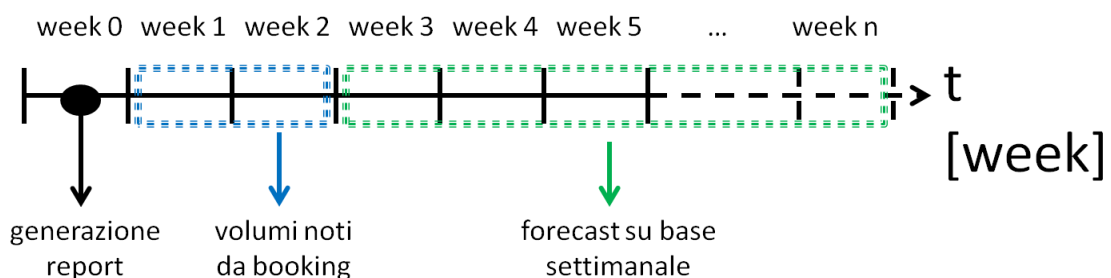 week 0 week 1 week 2 week 3 week 4 week 5 ... week n
t
[week]
generazione
report
volumi noti
da booking
forecast su base
settimanale